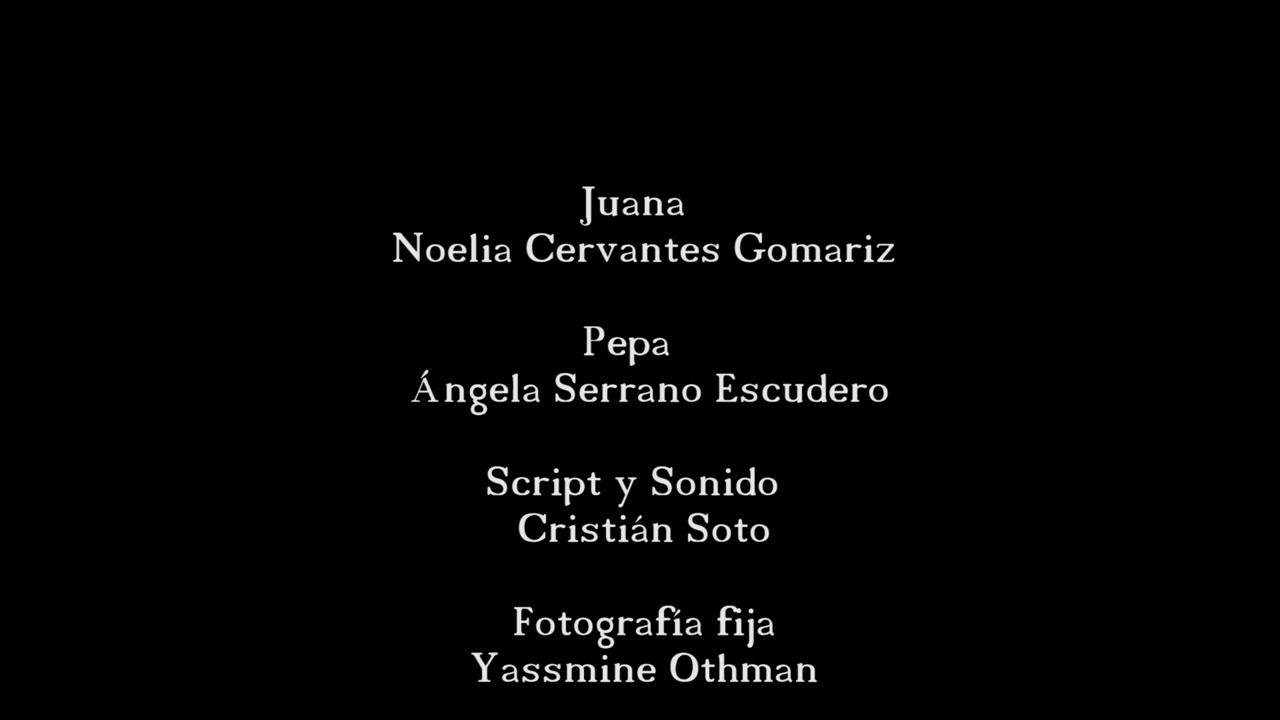 Juana
Noelia Cervantes Gomariz
Pepa
Ángela Serrano Escudero
Script y Sonido
Cristián Soto
Fotografía fija
Yassmine Othman